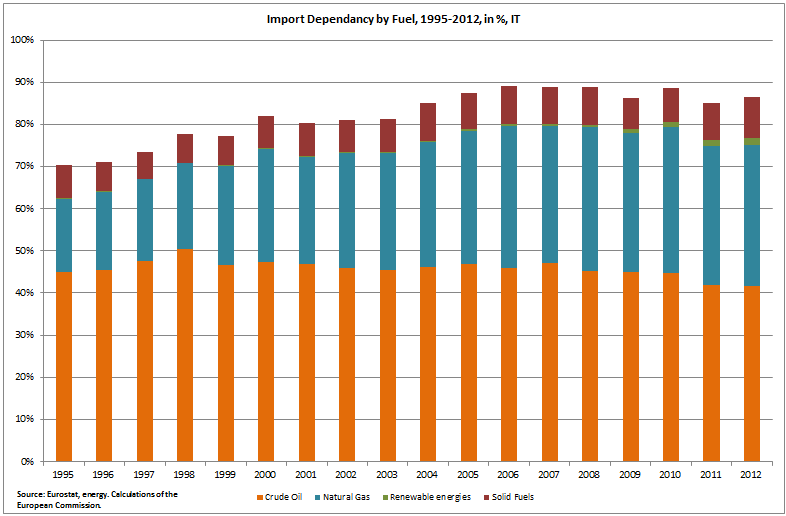 Import Dependancy by Fuel, 1995-2012, in %, IT
100%
90%
80%
70%
60%
50%
40%
30%
20%
10%
0%
1995 1996 1997 1998 1999 2000 2001 2002 2003 2004 2005 2006 2007 2008 2009 2010 2011 2012
Source: Eurostat, energy. Calculations of the
European Commission.
Crude Oil Natural Gas Renewable energies Solid Fuels